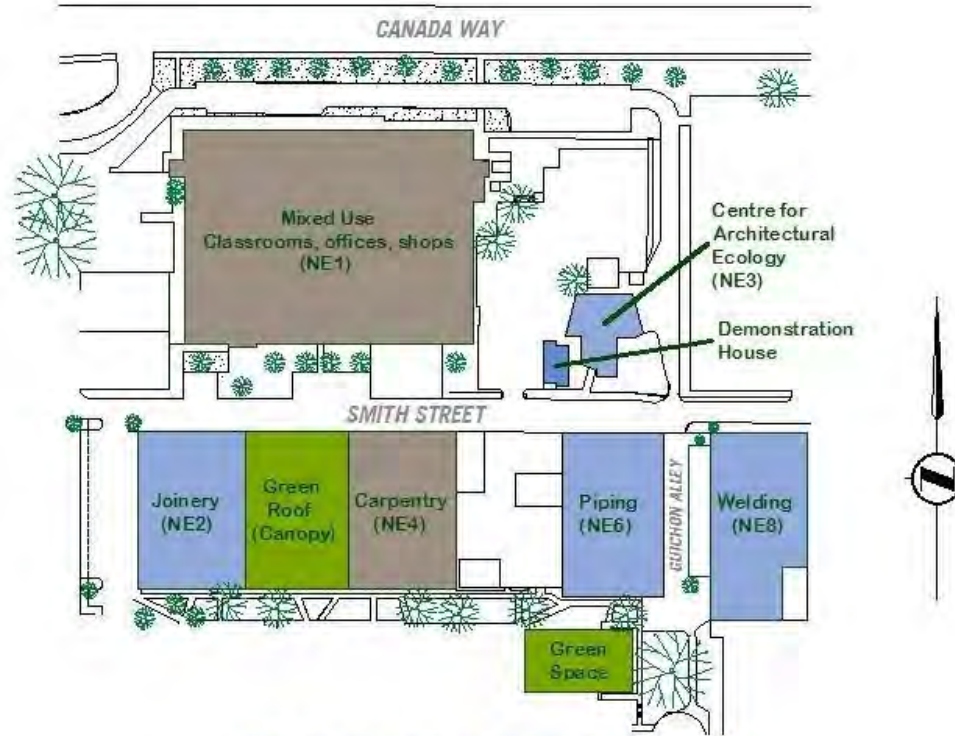 CANADA WAY
Mixed Use
Classrooms, offices, shops
(NE1)
Centre for
Architectural
Ecology
(NE3)
Demonstration
House
SMITH STREET
Joinery
(NE2)
Green
Roof
(Canopy)
Carpentry
(NE4)
Piping
(NE6)
GUICHON ALLEY
Welding
(NE8)
Green
Space